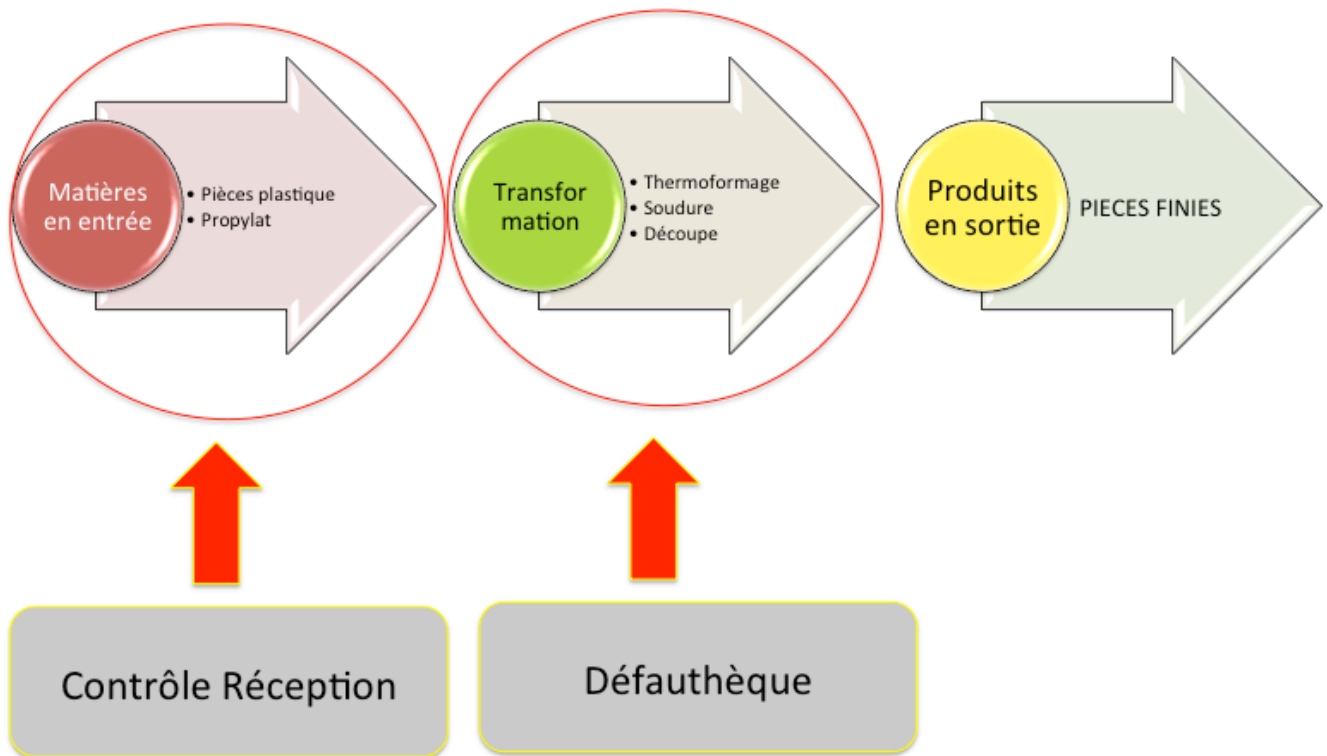 Matières
en entrée
• Pièces plastique
• Propylat
Transfor
mation
• Thermoformage
• Soudure
• Découpe
Produits
en sortie
PIECES FINIES
Contrôle Réception
Défauthèque